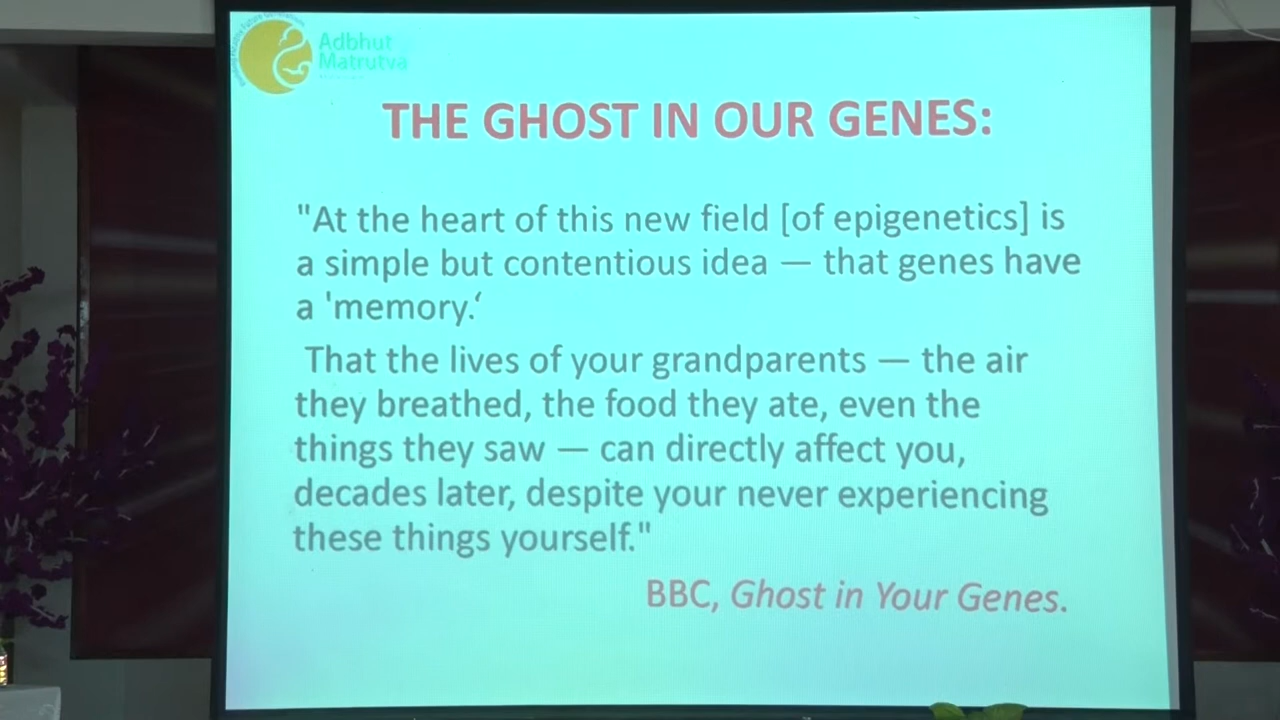 Adbhut
Matrutva
THE GHOST IN OUR GENES:
"At the heart of this new field [of epigenetics] is
a simple but contentious idea — that genes have
a 'memory.‘
That the lives of your grandparents — the air
they breathed, the food they ate, even the
things they saw — can directly affect you,
decades later, despite your never experiencing
these things yourself."
BBC, Ghost in Your Genes.